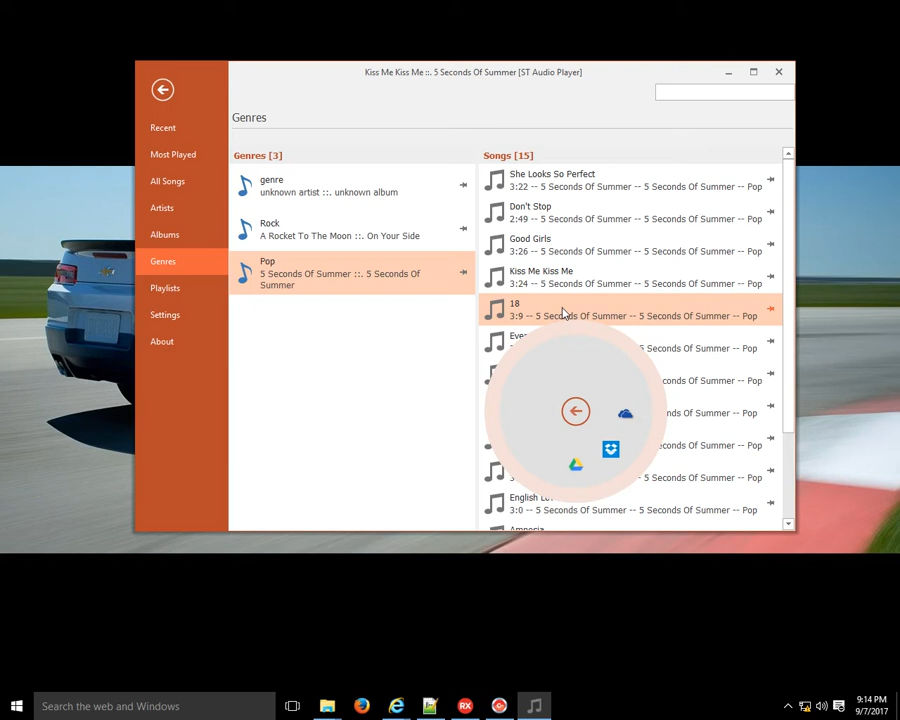 Kiss Me Kiss Me ::. 5 Seconds Of Summer [ST Audio Player]
Genres
Recent
Most Played
All Songs
Artists
Albums
Genres
Playlists
Settings
About
Genres [3]
genre
unknown artist ::. unknown album
Rock
A Rocket To The Moon ::. On Your Side
Pop
5 Seconds Of Summer ::. 5 Seconds Of
Summer
Songs [15]
She Looks So Perfect
3:22 -- 5 Seconds Of Summer -- 5 Seconds Of Summer -- Pop
Don't Stop
2:49 -- 5 Seconds Of Summer -- 5 Seconds Of Summer -- Pop
Good Girls
3:26 -- 5 Seconds Of Summer -- 5 Seconds Of Summer -- Pop
Kiss Me Kiss Me
3:24 -- 5 Seconds Of Summer -- 5 Seconds Of Summer -- Pop
18
3:9 -- 5 Seconds Of Summer -- 5 Seconds Of Summer -- Pop
5 Seconds Of Summer -- Pop
Of Summer -- Pop
Of Summer -- Pop
Of Summer -- Pop
5 Seconds Of Summer -- Pop
English
3:0 -- 5 Seconds Of Summer -- 5 Seconds Of Summer -- Pop
Amnesia
Search the web and Windows
9:14 PM
9/7/2017